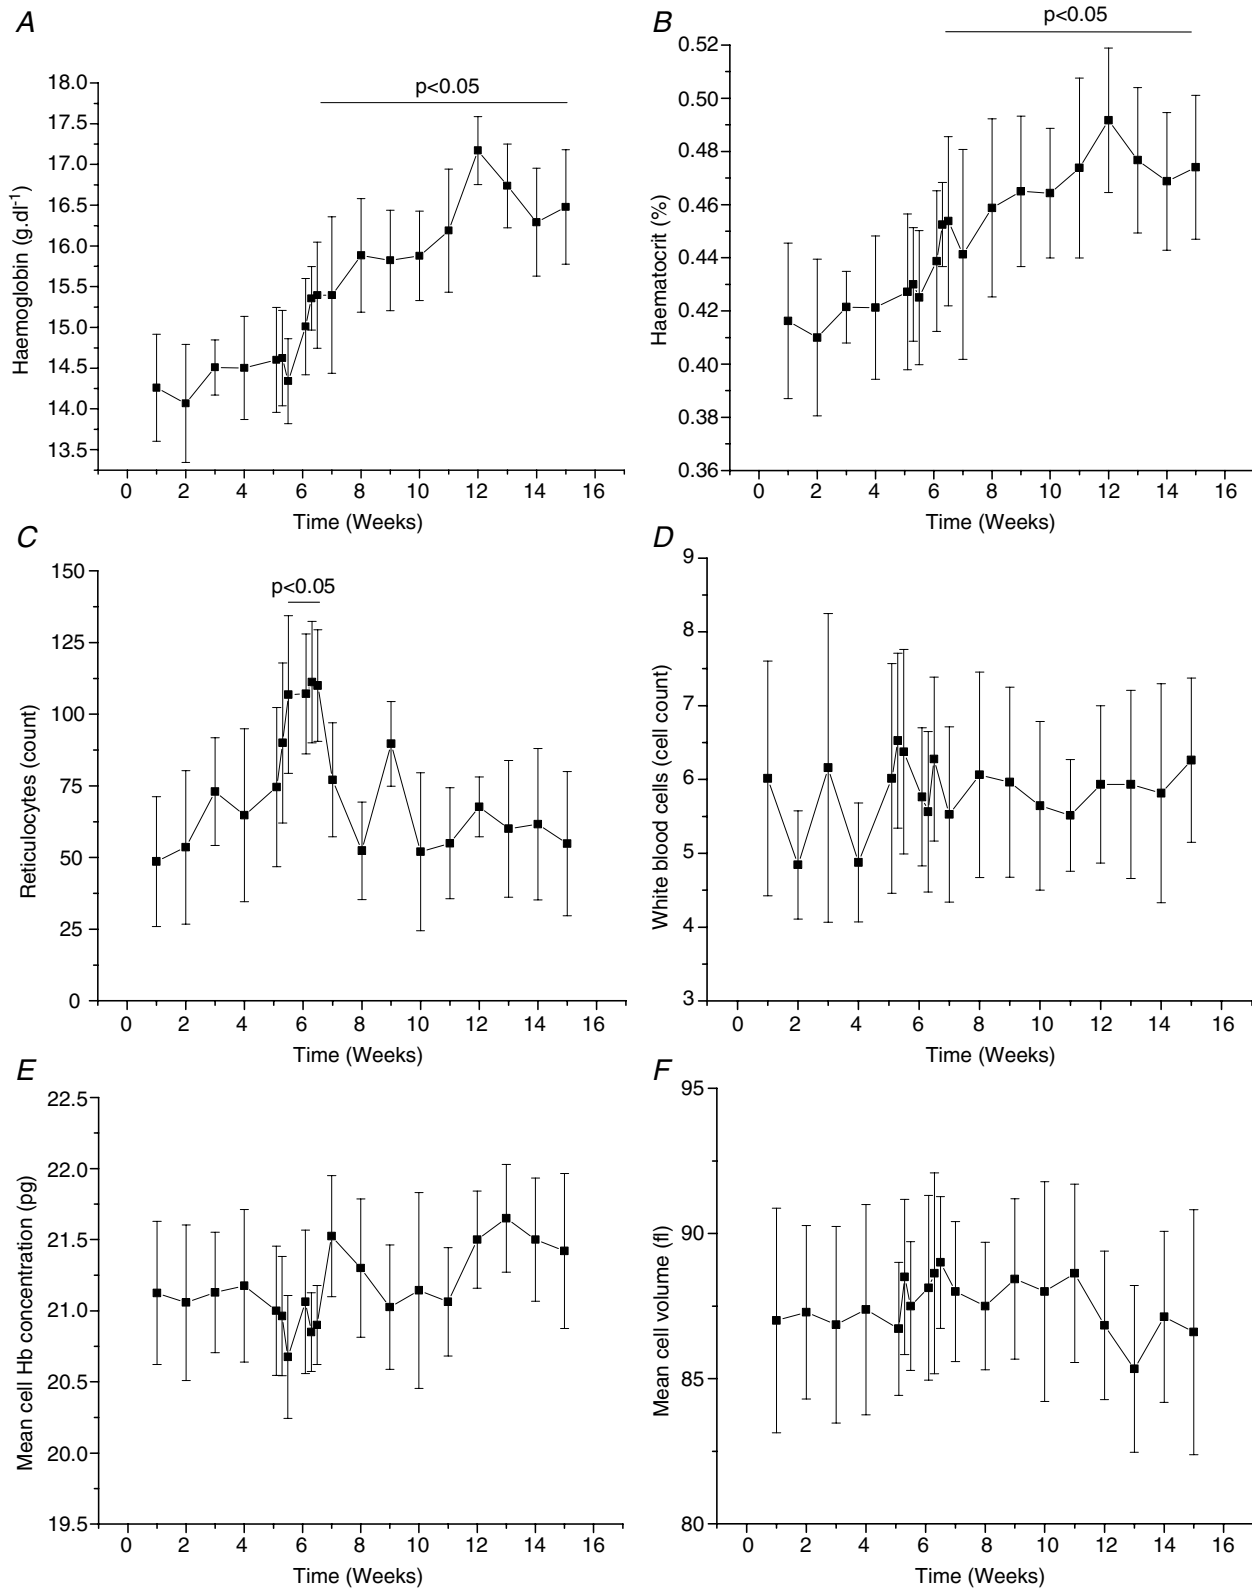 A
p<0.05
18.0
17.5
17.0
16.5
16.0
15.5
15.0
14.5
14.0
13.5
Haemoglobin (g.dl-1)
0 2 4 6 8 10 12 14 16
Time (Weeks)
B
p<0.05
0.52
0.50
0.48
0.46
0.44
0.42
0.40
0.38
0.36
Haematocrit (%)
0 2 4 6 8 10 12 14 16
Time (Weeks)
C
p<0.05
150
125
100
75
50
25
0
Reticulocytes (count)
0 2 4 6 8 10 12 14 16
Time (Weeks)
D
9
8
7
6
5
4
3
White blood cells (cell count)
0 2 4 6 8 10 12 14 16
Time (Weeks)
E
22.5
22.0
21.5
21.0
20.5
20.0
19.5
Mean cell Hb concentration (pg)
0 2 4 6 8 10 12 14 16
Time (Weeks)
F
95
90
85
80
Mean cell volume (fl)
0 2 4 6 8 10 12 14 16
Time (Weeks)